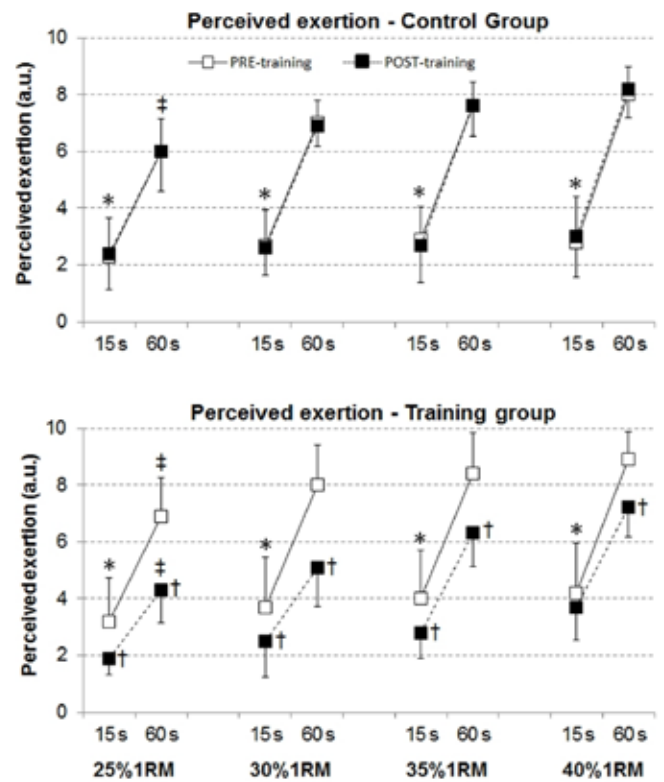 Perceived exertion - Control Group
PRE-training POST-training
Perceived exertion (a.u.)
10
8
6
4
2
0
‡
* * * *
15s 60s 15s 60s 15s 60s 15s 60s
Perceived exertion - Training group
Perceived exertion (a.u.)
10
8
6
4
2
0
‡
* * * *
‡
† † † †
† † †
15s 60s 15s 60s 15s 60s 15s 60s
25%1RM 30%1RM 35%1RM 40%1RM